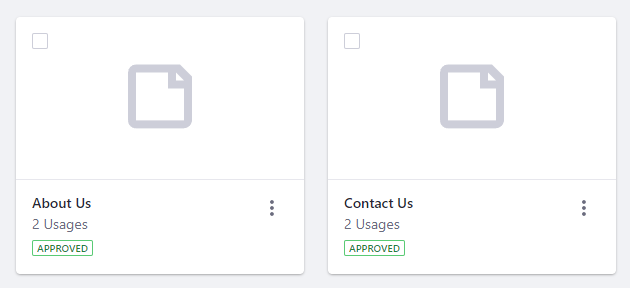 About Us
2 Usages
APPROVED
Contact Us
2 Usages
APPROVED